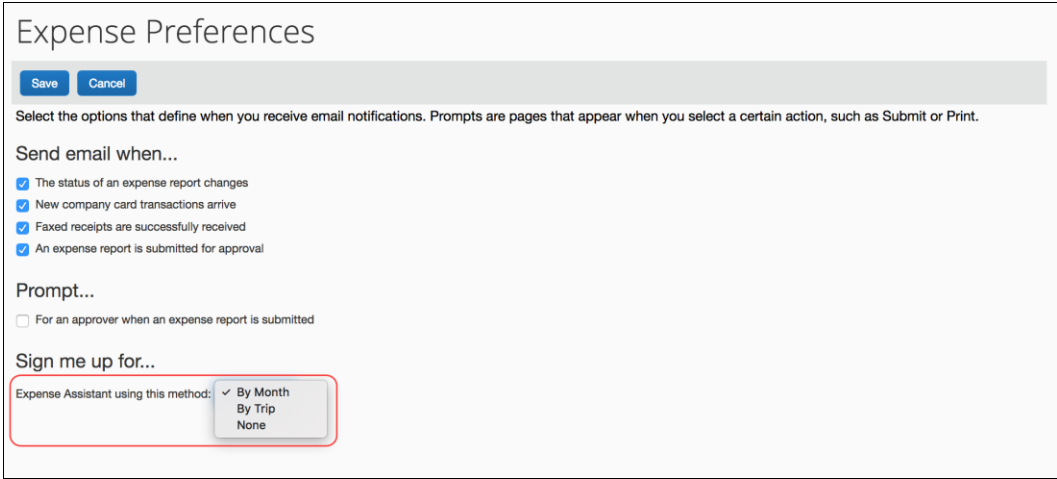 Expense Preferences
Save Cancel
Select the options that define when you receive email notifications. Prompts are pages that appear when you select a certain action, such as Submit or Print.
Send email when...
The status of an expense report changes
New company card transactions arrive
Faxed receipts are successfully received
An expense report is submitted for approval
Prompt...
For an approver when an expense report is submitted
Sign me up for...
Expense Assistant using this method: ✓ By Month
By Trip
None